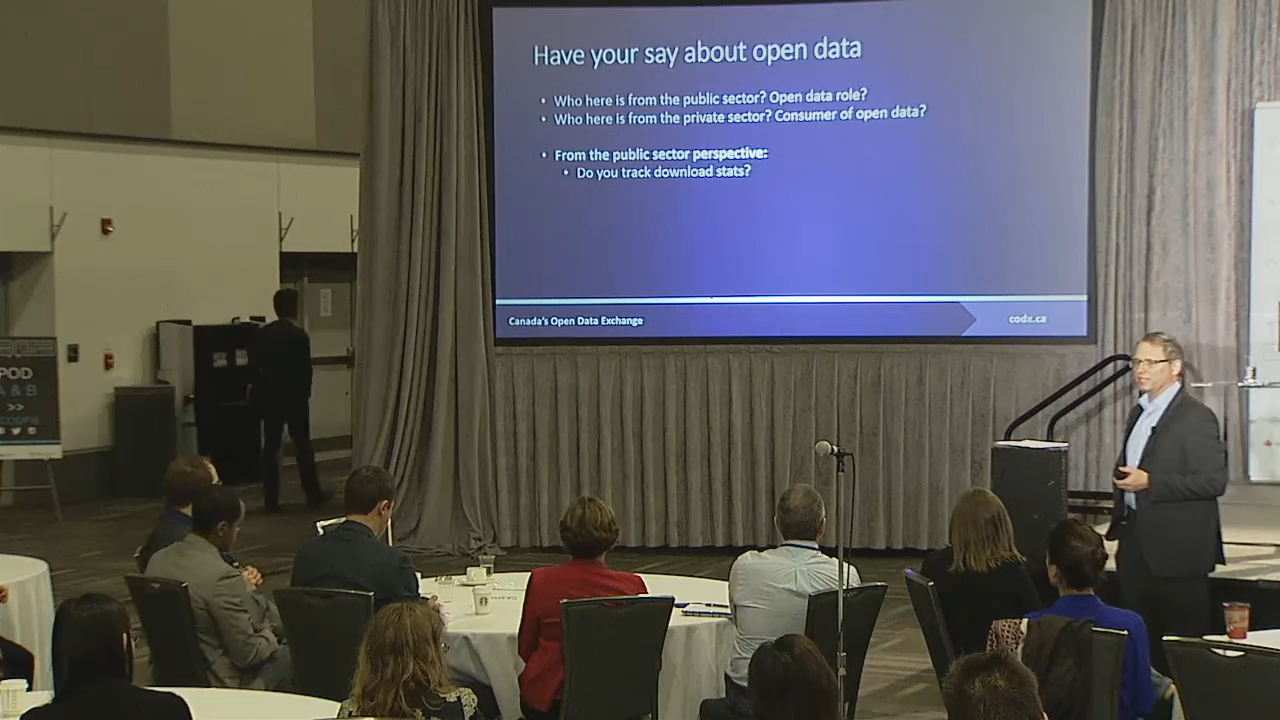 Have your say about open data
• Who here is from the public sector? Open data role?
• Who here is from the private sector? Consumer of open data?
• From the public sector perspective:
• Do you track download stats?
Canada's Open Data Exchange
codx.ca
POD
A & B
>>